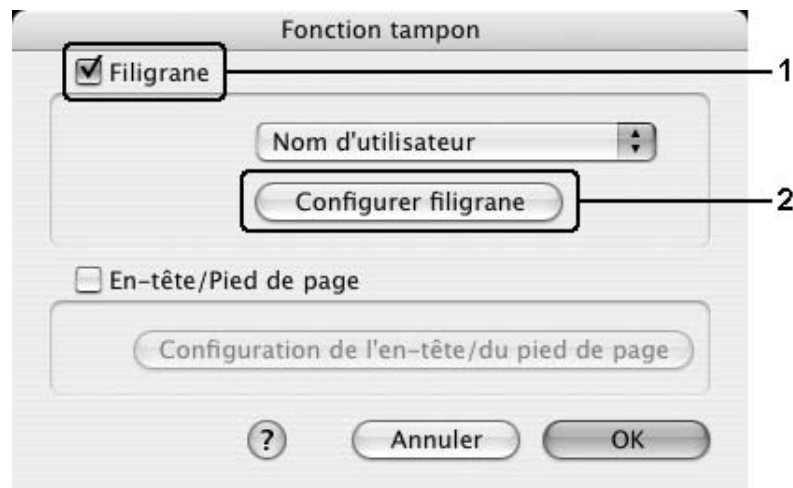 Fonction tampon
Filigrane
1
Nom d'utilisateur
Configurer filigrane
2
En-tête/Pied de page
Configuration de l'en-tête/du pied de page
?
Annuler
OK